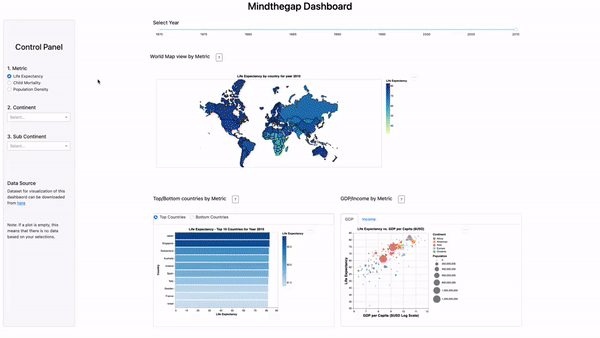 Mindthegap Dashboard
Control Panel
1. Metric
Life Expectancy
Child Mortality
Population Density
2. Continent
Select...
3. Sub Continent
Select...
Data Source
Dataset for visualization of this
dashboard can be downloaded
from here
Note: if a plot is empty, this
means that there is no data
based on your selections.
Select Year
1970 1975 1980 1985 1990 1995 2000 2005 2010
World Map view by Metric ?
Life Expectancy by country for year 2010
Life Expectancy
Top/Bottom countries by Metric ?
Top Countries Bottom Countries
Life Expectancy - Top 10 Countries for Year 2010
Country
Japan
Singapore
Switzerland
Australia
Iceland
Spain
Italy
Sweden
France
Israel
Life Expectancy
Life Expectancy
GDP/Income by Metric ?
GDP Income
Life Expectancy vs. GDP per Capita ($USD)
Life Expectancy
GDP per Capita ($USD Log Scale)
Continent
Africa
Americas
Asia
Europe
Oceania
Population